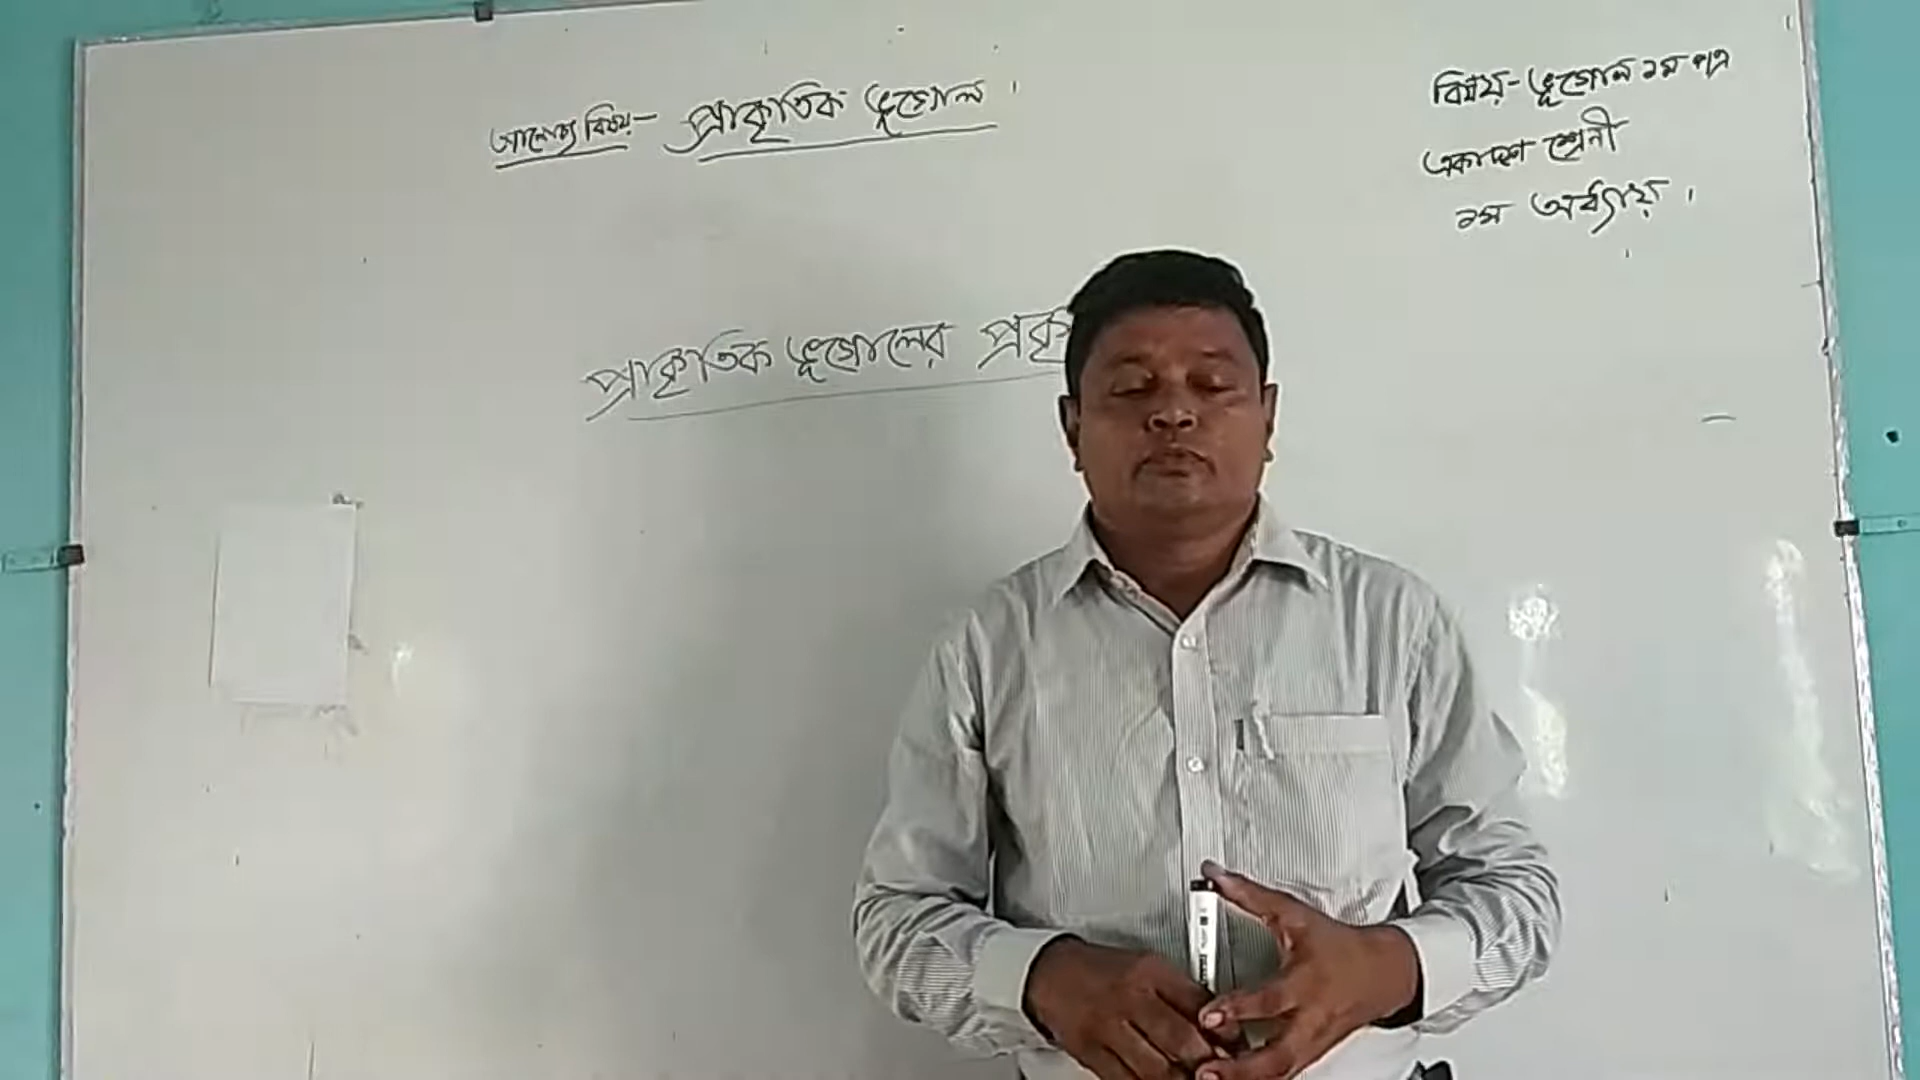 আলোচ্য বিষয়- প্রাকৃতিক ভূগোল।
বিষয়-ভূগোল ১ম পত্র
একাদশ শ্রেনী
১ম অধ্যায়।
প্রাকৃতিক ভূগোলের